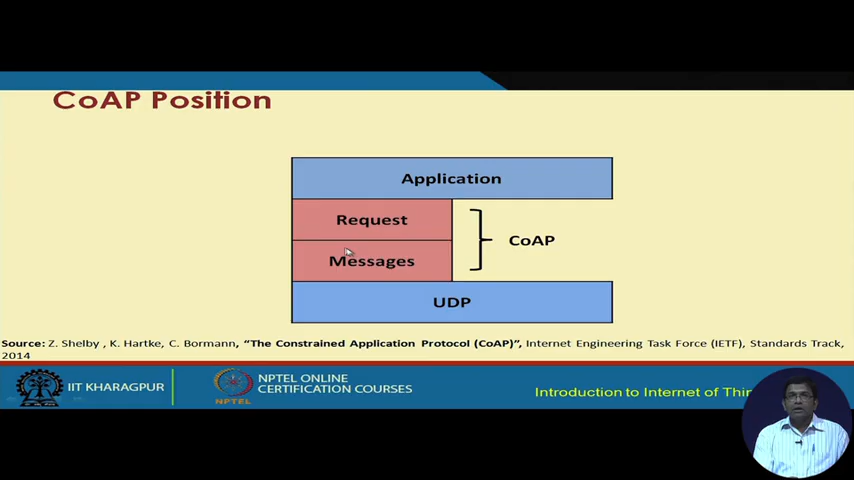 CoAP Position
Application
Request
CoAP
Messages
UDP
Source: Z. Shelby , K. Hartke, C. Bormann, “The Constrained Application Protocol (CoAP)”, Internet Engineering Task Force (IETF), Standards Track,
2014
IIT KHARAGPUR
NPTEL ONLINE
CERTIFICATION COURSES
NPTEL
Introduction to Internet of